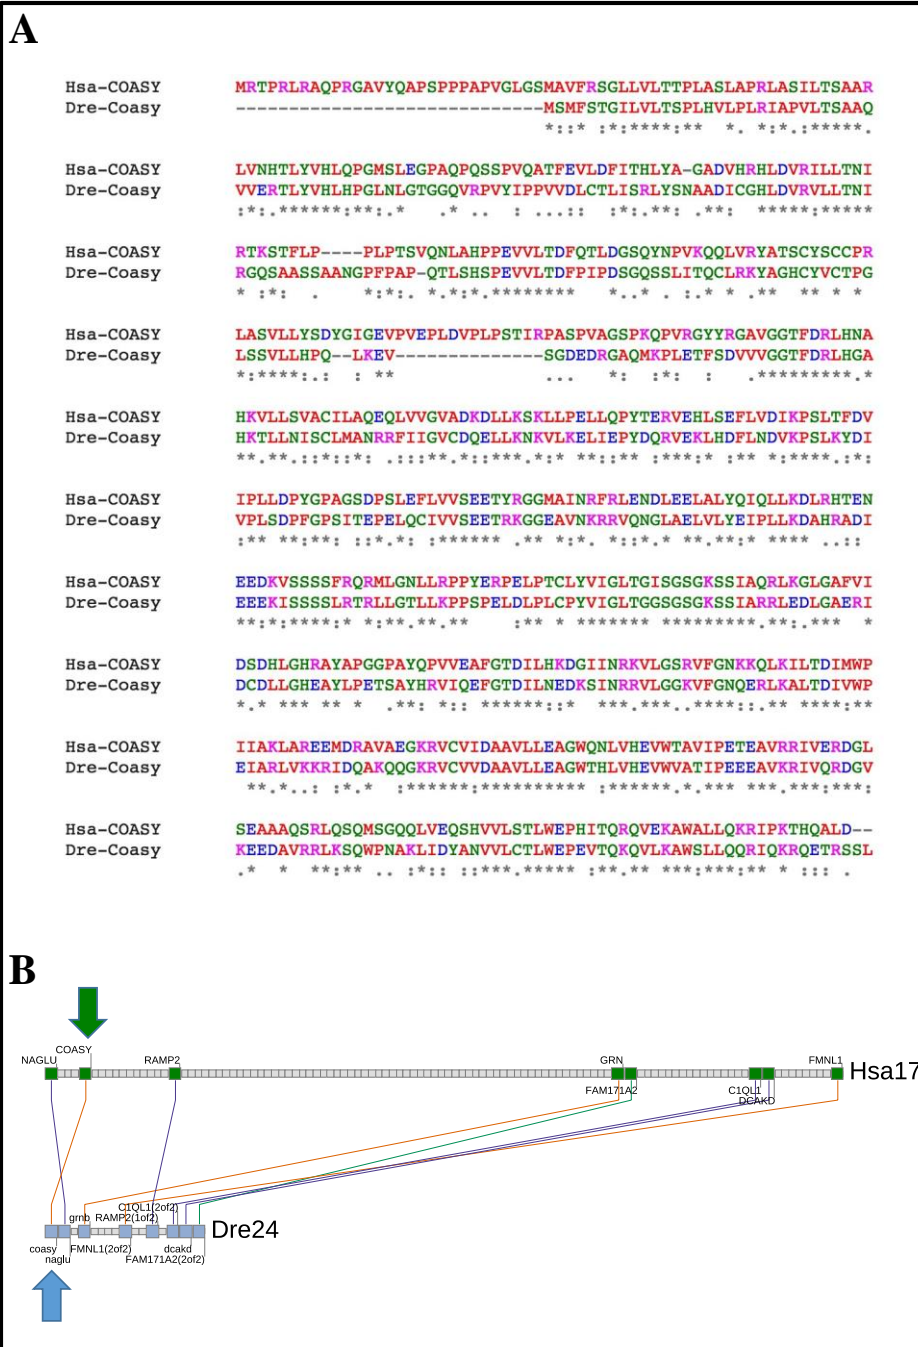 A
Hsa-COASY MRTPRLRAQPRGAVYQAPSPPPAPVGLGSMAVFRSGLLVLTTPLASLAPRLASILTSAAR
Dre-Coasy -----------------------------MSMFSTGILVLTSPLHVLPLRIAPVLTSAAQ
*::* :*:*****:** *. :*:.:*****.
Hsa-COASY LVNHTLYVHLQPGMSLEGPAQPQSSPVQATFEVLDFITHLYA-GADVHRHLDVRILLTNI
Dre-Coasy VVERTLYVHLHPGLNLGTGGQVRPVYIPPVVDLCTLISRLYSNAADICGHLDVRVLLTNI
:*:.*******:**:.* .* .. : ...:: :*::**: .**: *****:******
Hsa-COASY RTKSTFLP----PLPTSVQNLAHPPEVVLTDFQTLDGSQYNPVKQQLVRYATSCYSCCPR
Dre-Coasy RGQSAASSAANGPFPAP-QTLSHSPEVVLTDFPIPDSGQSSLITQCLRKYAGHCYVCTPG
* :*: . *:*: *.*:*.******** *..* . :.* * :** ** * *
Hsa-COASY LASVLLYSDYGIGEVPVEPLDVPLPSTIRPASPVAGSPKQPVRGYYRGAVGGTFDRLHNA
Dre-Coasy LSSVLLHPQ--LKEV--------------SGDEDRGAQMKPLETFSDVVVGGTFDRLHGA
*:****:.: : ** ... *: *: : .*********.*
Hsa-COASY HKVLLSVACILAQEQLVVGVADKDLLKSKLLPELLQPYTERVEHLSEFLVDIKPSLTFDV
Dre-Coasy HKTLLNISCLMANRRFIIGVCDQELLKNKVLKELIEPYDQRVEKLHDFLNDVKPSLKYDI
**.**.::*::*: .:::**.*::***.*:* **::** :***:* :** *:****.:*:
Hsa-COASY IPLLDPYGPAGSDPSLEFLVVSEETYRGGMAINRFRLENDLEELALYQIQLLKDLRHTEN
Dre-Coasy VPLSDPFGPSITEPELQCIVVSEETRKGGEAVNKRRVQNGLAELVLYEIPLLKDAHRADI
:** **:**: ::*.*: :****** .** *:*. *::*.* **.**:* **** ..::
Hsa-COASY EEDKVSSSSFRQRMLGNLLRPPYERPELPTCLYVIGLTGISGSGKSSIAQRLKGLGAFVI
Dre-Coasy EEEKISSSSLRTRLLGTLLKPPSPELDLPLCPYVIGLTGGSGSGKSSIARRLEDLGAERI
**:*:****:* *:**.**.** :** * ******* *********.**:.*** *
Hsa-COASY DSDHLGHRAYAPGGPAYQPVVEAFGTDILHKDGIINRKVLGSRVFGNKKQLKILTDIMWP
Dre-Coasy DCDLLGHEAYLPETSAYHRVIQEFGTDILNEDKSINRRVLGGKVFGNQERLKALTDIVWP
*.* *** ** * .**: *:: ******::* ***.***..****::.** ****:**
Hsa-COASY IIAKLAREEMDRAVAEGKRVCVIDAAVLLEAGWQNLVHEVWTAVIPETEAVRRIVERDGL
Dre-Coasy EIARLVKKRIDQAKQQGKRVCVVDAAVLLEAGWTHLVHEVWVATIPEEEAVKRIVQRDGV
**.*..: :*.* :******:********** :******.*.*** ***.***:***:
Hsa-COASY SEAAAQSRLQSQMSGQQLVEQSHVVLSTLWEPHITQRQVEKAWALLQKRIPKTHQALD--
Dre-Coasy KEEDAVRRLKSQWPNAKLIDYANVVLCTLWEPEVTQKQVLKAWSLLQQRIQKRQETRSSL
.* * **:** .. :*:: ::***.*****.:**.** ***:***:** * ::: .
B
COASY
NAGLU RAMP2 GRN FMNL1
Hsa17
FAM171A2 C1QL1
DCAKD
C1QL1(2of2)
grnb RAMP2(1of2)
Dre24
coasy FMNL1(2of2) dcakd
naglu FAM171A2(2of2)